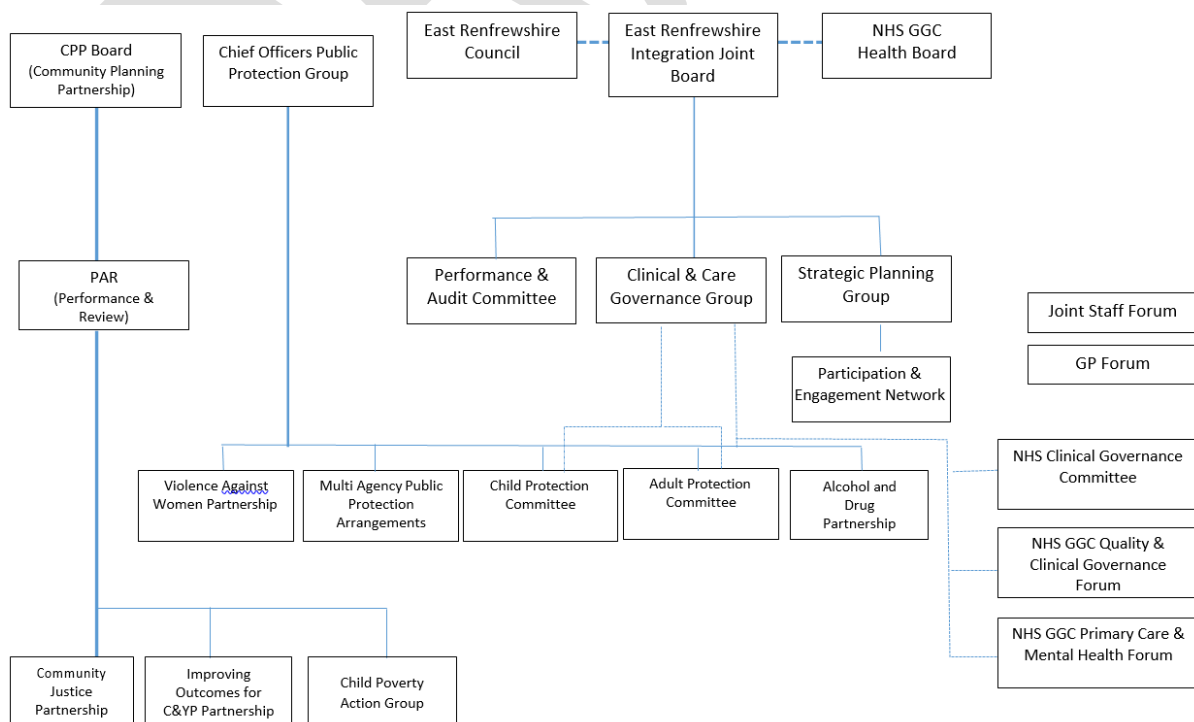 CPP Board
(Community Planning
Partnership)
Chief Officers Public
Protection Group
East Renfrewshire
Council
East Renfrewshire
Integration Joint
Board
NHS GGC
Health Board
PAR
(Performance &
Review)
Performance &
Audit Committee
Clinical & Care
Governance Group
Strategic Planning
Group
Joint Staff Forum
GP Forum
Participation &
Engagement Network
Violence Against
Women Partnership
Multi Agency Public
Protection
Arrangements
Child Protection
Committee
Adult Protection
Committee
Alcohol and
Drug
Partnership
NHS Clinical Governance
Committee
NHS GGC Quality &
Clinical Governance
Forum
NHS GGC Primary Care &
Mental Health Forum
Community
Justice
Partnership
Improving
Outcomes for
C&YP Partnership
Child Poverty
Action Group